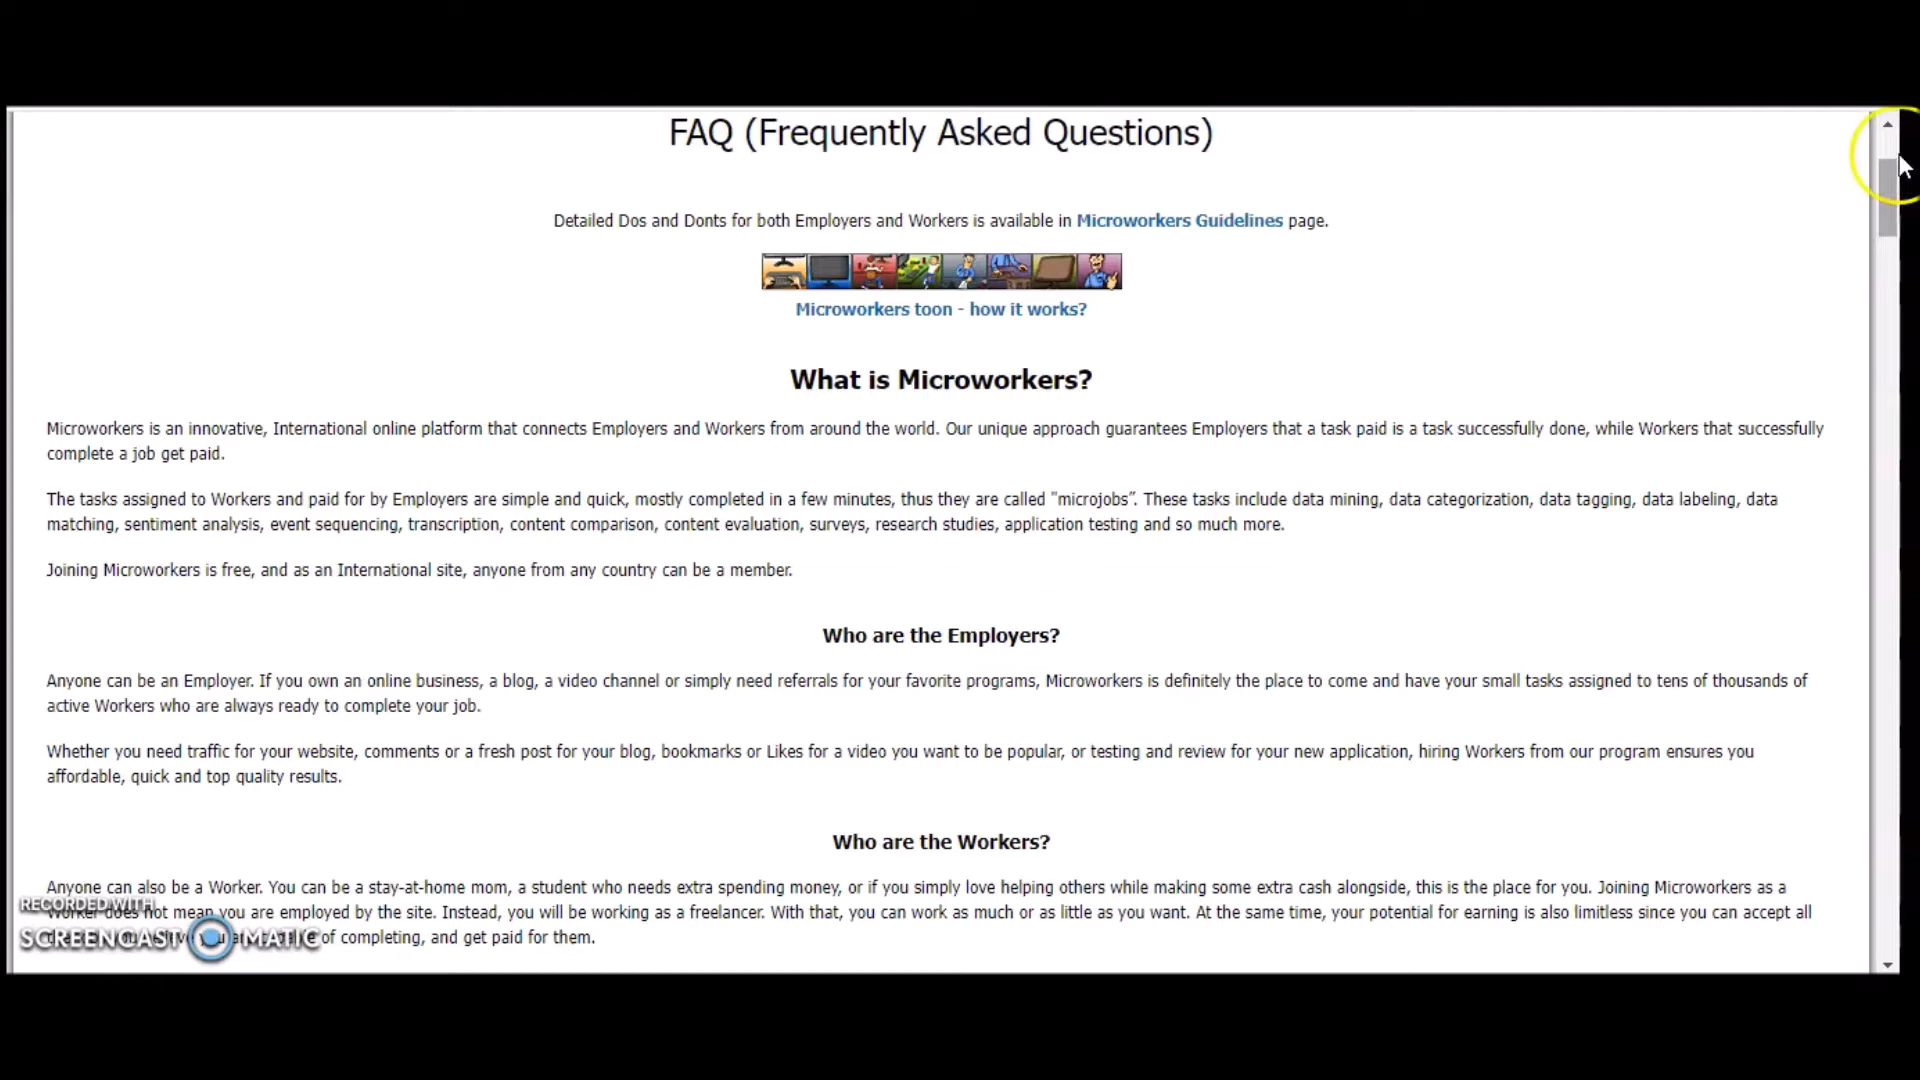 FAQ (Frequently Asked Questions)
Detailed Dos and Donts for both Employers and Workers is available in Microworkers Guidelines page.
Microworkers toon - how it works?
What is Microworkers?
Microworkers is an innovative, International online platform that connects Employers and Workers from around the world. Our unique approach guarantees Employers that a task paid is a task successfully done, while Workers that successfully
complete a job get paid.
The tasks assigned to Workers and paid for by Employers are simple and quick, mostly completed in a few minutes, thus they are called "microjobs”. These tasks include data mining, data categorization, data tagging, data labeling, data
matching, sentiment analysis, event sequencing, transcription, content comparison, content evaluation, surveys, research studies, application testing and so much more.
Joining Microworkers is free, and as an International site, anyone from any country can be a member.
Who are the Employers?
Anyone can be an Employer. If you own an online business, a blog, a video channel or simply need referrals for your favorite programs, Microworkers is definitely the place to come and have your small tasks assigned to tens of thousands of
active Workers who are always ready to complete your job.
Whether you need traffic for your website, comments or a fresh post for your blog, bookmarks or Likes for a video you want to be popular, or testing and review for your new application, hiring Workers from our program ensures you
affordable, quick and top quality results.
Who are the Workers?
Anyone can also be a Worker. You can be a stay-at-home mom, a student who needs extra spending money, or if you simply love helping others while making some extra cash alongside, this is the place for you. Joining Microworkers as a
Worker does not mean you are employed by the site. Instead, you will be working as a freelancer. With that, you can work as much or as little as you want. At the same time, your potential for earning is also limitless since you can accept all
of completing, and get paid for them.
RECORDED WITH
SCREENCAST MATIC